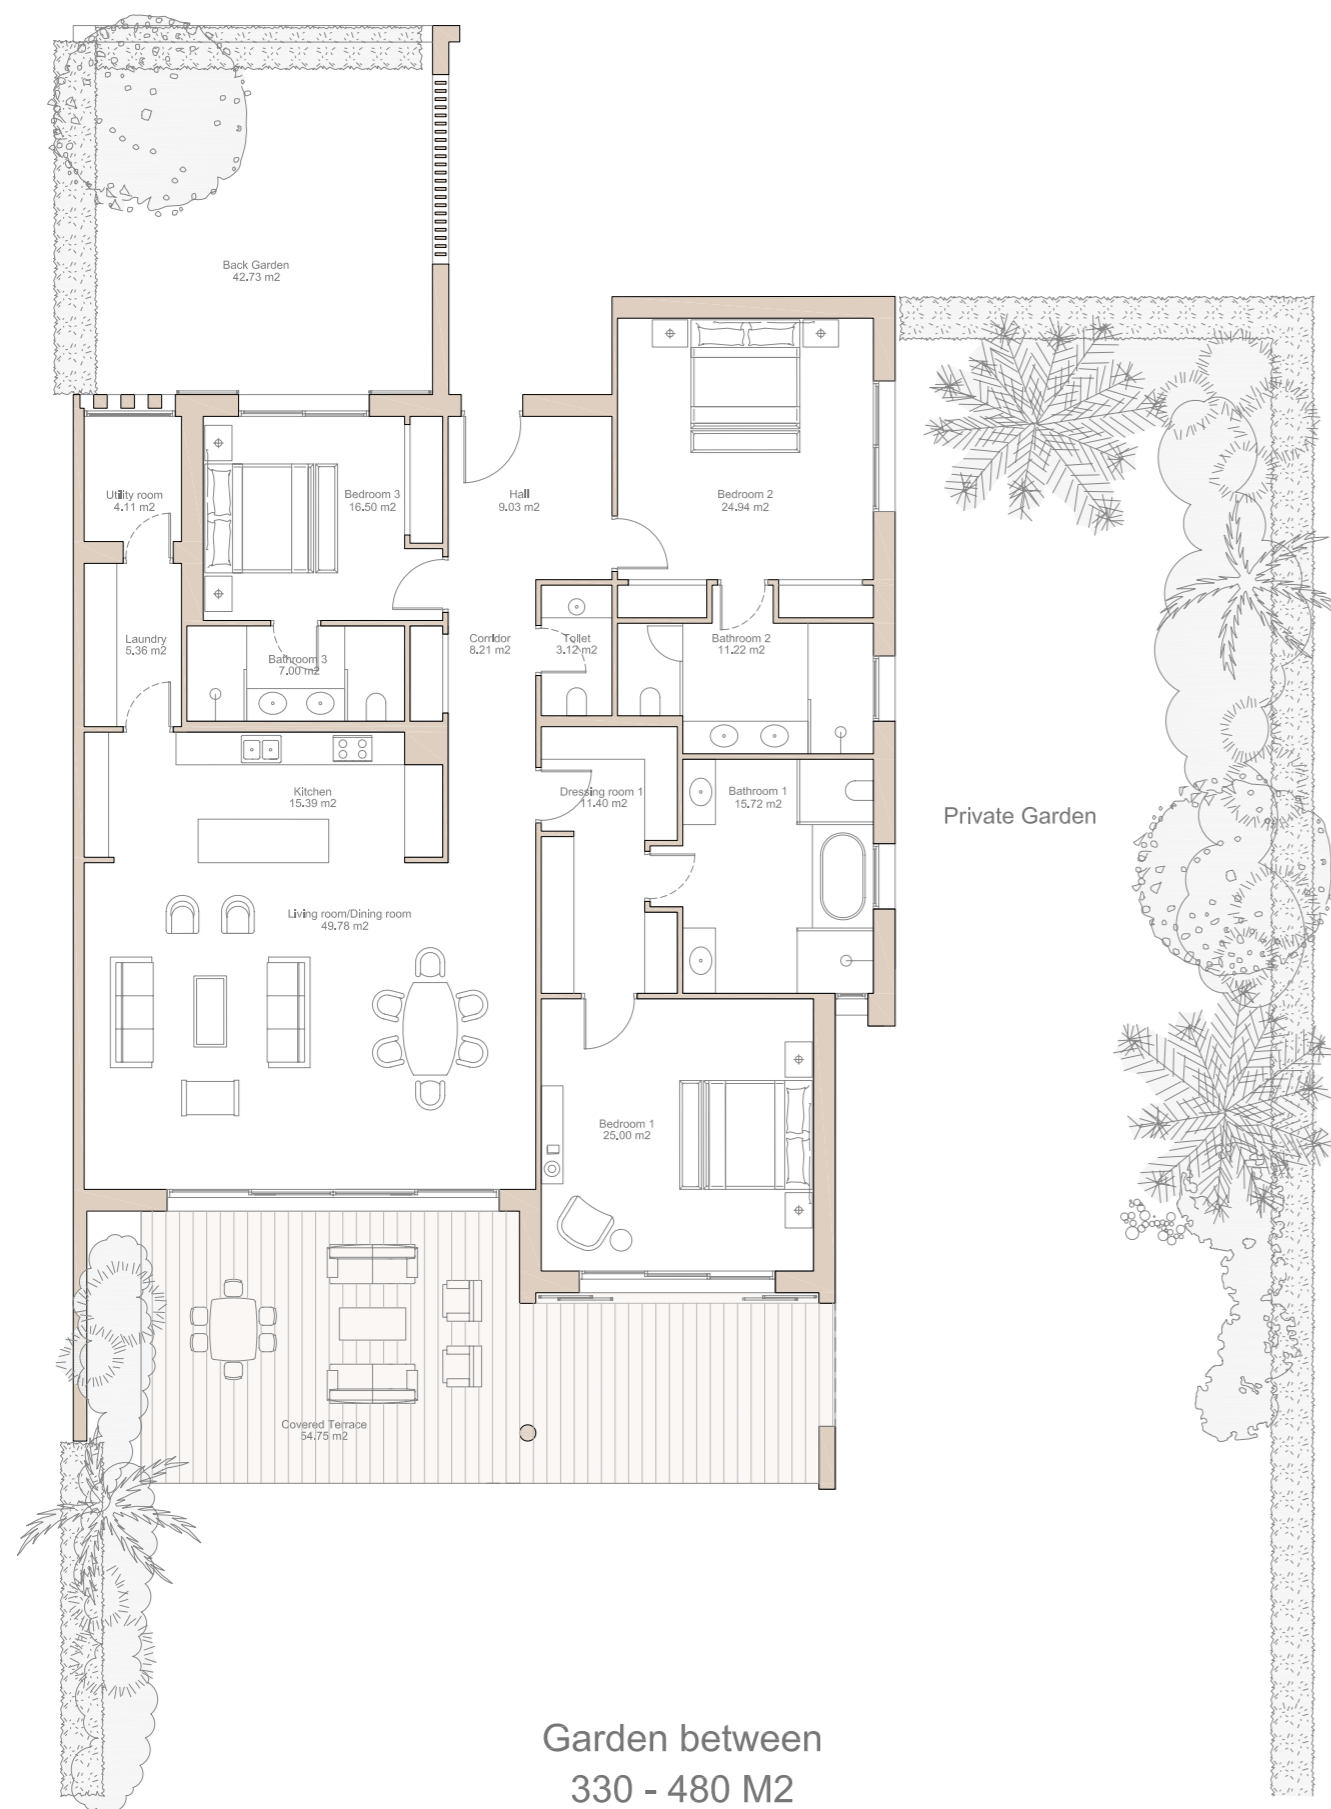 Back Garden
42.73 m2
Utility room
4.11 m2
Bedroom 3
16.50 m2
Hall
9.03 m2
Bedroom 2
24.94 m2
Laundry
5.36 m2
Bathroom 3
7.00 m2
Corridor
8.21 m2
Toilet
3.12 m2
Bathroom 2
11.22 m2
Kitchen
15.39 m2
Dressing room 1
11.40 m2
Bathroom 1
15.72 m2
Private Garden
Living room/Dining room
49.78 m2
Bedroom 1
25.00 m2
Covered Terrace
54.75 m2
Garden between
330 - 480 M2